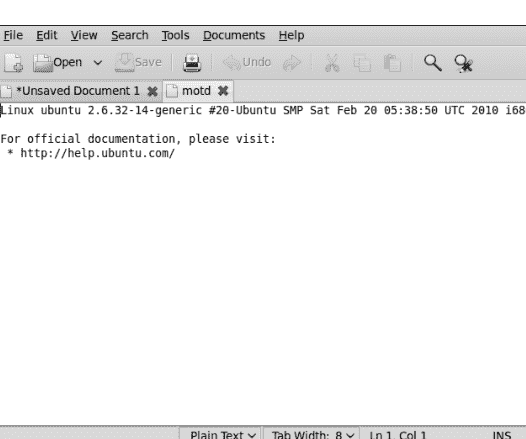 File Edit View Search Tools Documents Help
Open Save Undo
*Unsaved Document 1 motd
Linux ubuntu 2.6.32-14-generic #20-Ubuntu SMP Sat Feb 20 05:38:50 UTC 2010 i68
For official documentation, please visit:
* http://help.ubuntu.com/
Plain Text Tab Width: 8 Ln 1, Col 1 INS